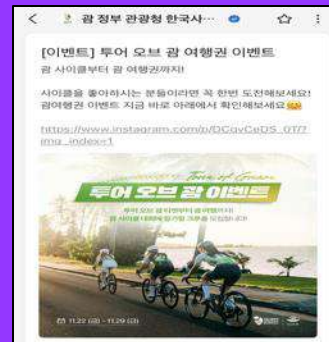 괌 정부 관광청 한국사…
[이벤트] 투어 오브 괌 여행권 이벤트
괌 사이클부터 괌 여행권까지!
사이클을 좋아하시는 분들이라면 꼭 한번 도전해보세요!
괌여행권 이벤트 지금 바로 아래에서 확인해보세요
img_index=1
Tour of Guam
투어 오브 괌 이벤트
11.22 (금) - 11.29 (금)